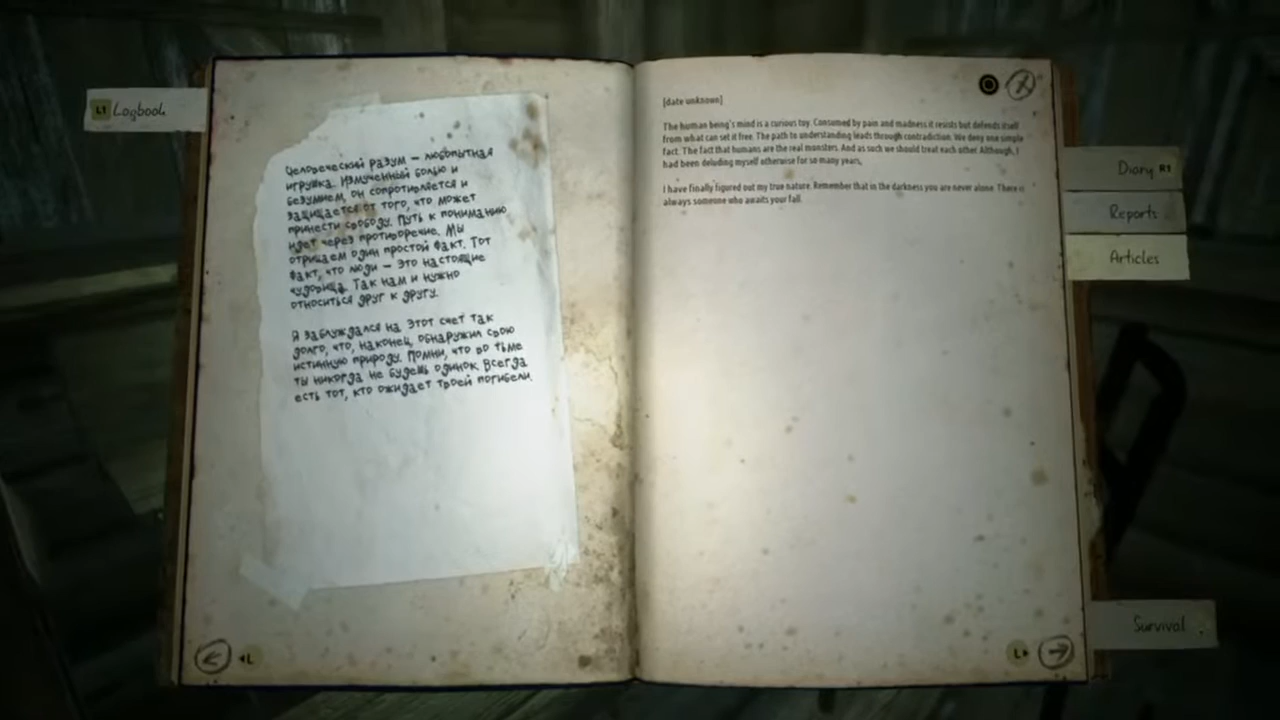 L1 Logbook
Человеческий разум – любопытная
игрушка. Измученный болью и
безумием, он сопротивляется и
защищается от того, что может
принести свободу. Путь к пониманию
идет через противоречие. Мы
отрицаем один простой факт. Тот
факт, что люди – это настоящие
чудовища. Так нам и нужно
относиться друг к другу.
Я заблуждался на этот счет так
долго, что, наконец, обнаружил свою
истинную природу. Помни, что во тьме
ты никогда не будешь одинок. Всегда
есть тот, кто ожидает твоей погибели.
L
[date unknown]
The human being's mind is a curious toy. Consumed by pain and madness it resists but defends itself
from what can set it free. The path to understanding leads through contradiction. We deny one simple
fact. The fact that humans are the real monsters. And as such we should treat each other. Although, I
had been deluding myself otherwise for so many years,
I have finally figured out my true nature. Remember that in the darkness you are never alone. There is
always someone who awaits your fall.
L
Diary R1
Reports
Articles
Survival